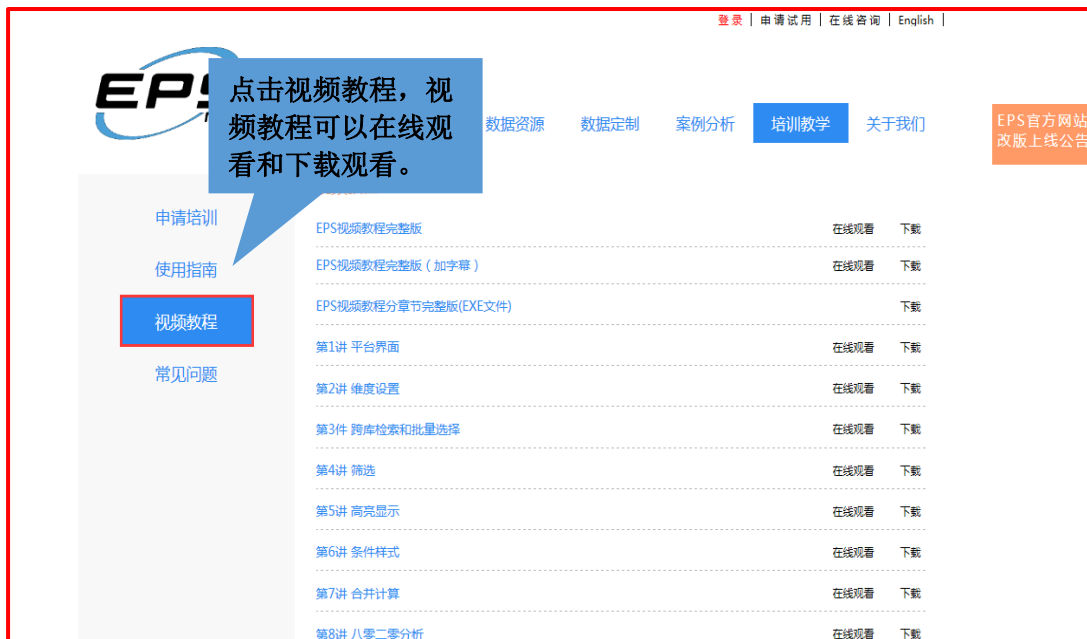 登录 | 申请试用 | 在线咨询 | English |
EPS
点击视频教程，视
频教程可以在线观
看和下载观看。
数据资源 数据定制 案例分析 培训教学 关于我们
EPS官方网站
改版上线公告
申请培训
使用指南
视频教程
常见问题
EPS视频教程完整版 在线观看 下载
EPS视频教程完整版（加字幕） 在线观看 下载
EPS视频教程分章节完整版(EXE文件) 下载
第1讲 平台界面 在线观看 下载
第2讲 维度设置 在线观看 下载
第3件 跨库检索和批量选择 在线观看 下载
第4讲 筛选 在线观看 下载
第5讲 高亮显示 在线观看 下载
第6讲 条件样式 在线观看 下载
第7讲 合并计算 在线观看 下载
第8讲 八零二零分析 在线观看 下载